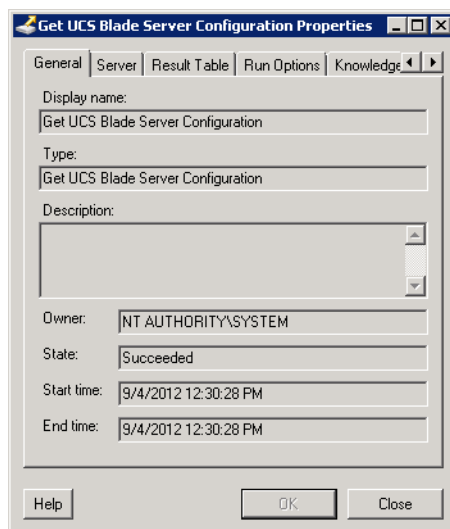 Get UCS Blade Server Configuration Properties
General Server Result Table Run Options Knowledge
Display name:
Get UCS Blade Server Configuration
Type:
Get UCS Blade Server Configuration
Description:
Owner: NT AUTHORITY\SYSTEM
State: Succeeded
Start time: 9/4/2012 12:30:28 PM
End time: 9/4/2012 12:30:28 PM
Help OK Close